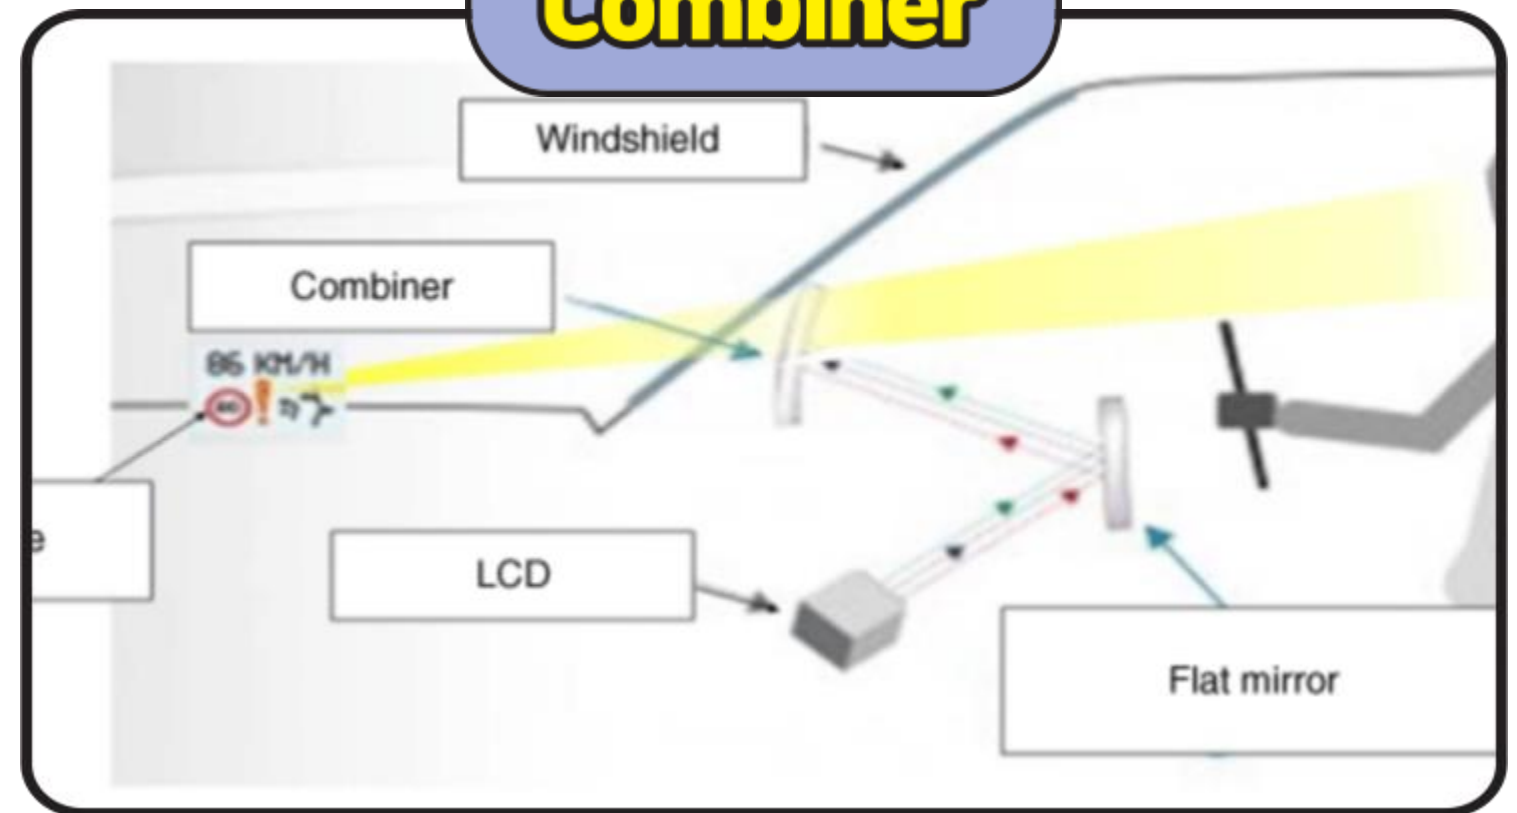 Combiner
Windshield
Combiner
86 KM/H
e
LCD
Flat mirror